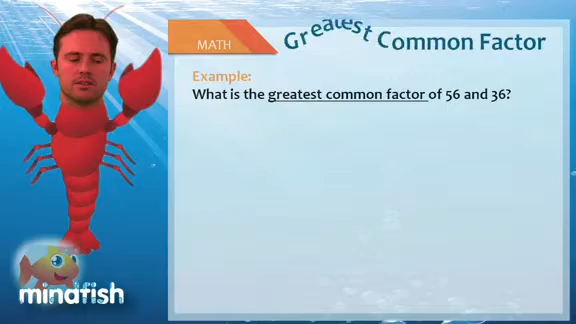 MATH
Greatest Common Factor
Example:
What is the greatest common factor of 56 and 36?
minafish